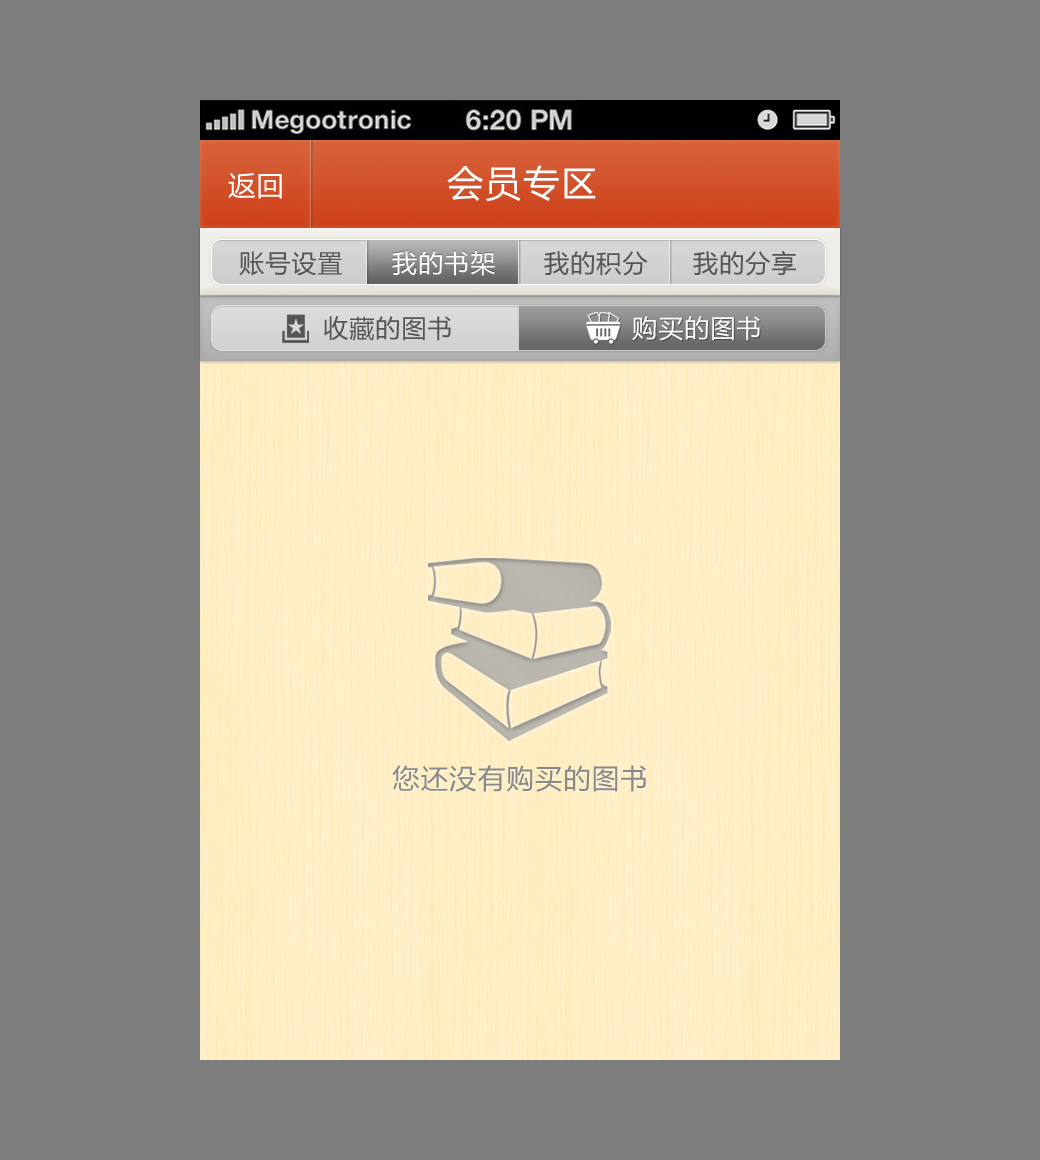 Megootronic 6:20 PM
返回 会员专区
账号设置 我的书架 我的积分 我的分享
收藏的图书 购买的图书
您还没有购买的图书